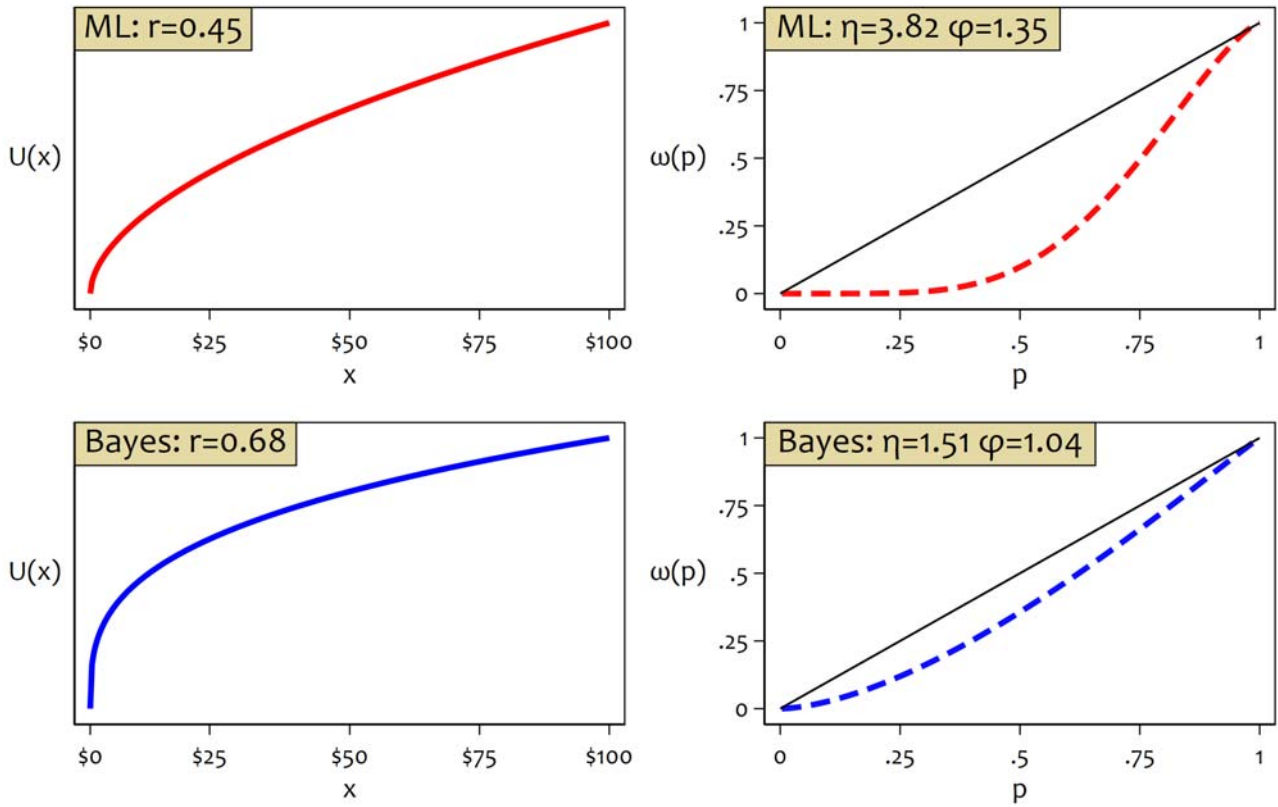 ML: r=0.45
U(x)
$0 $25 $50 $75 $100
x
ML: η=3.82 φ=1.35
1
.75
ω(p)
.5
.25
0
0 .25 .5 .75 1
p
Bayes: r=0.68
U(x)
$0 $25 $50 $75 $100
x
Bayes: η=1.51 φ=1.04
1
.75
ω(p)
.5
.25
0
0 .25 .5 .75 1
p